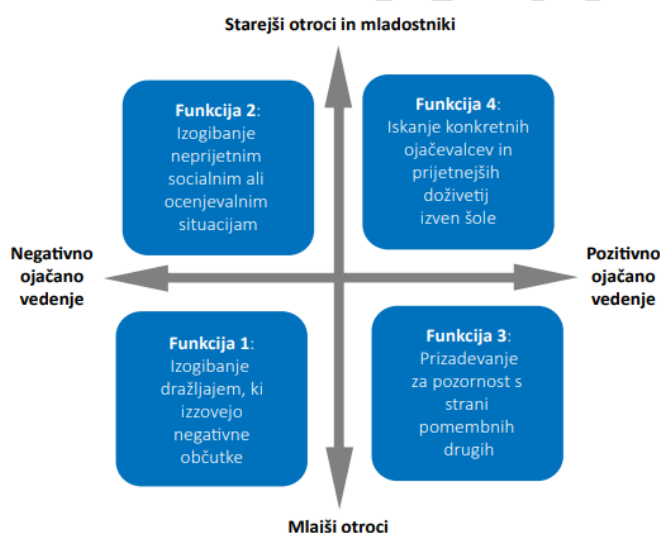 Starejši otroci in mladostniki
Funkcija 2:
Izogibanje
neprijetnim
socialnim ali
ocenjevalnim
situacijam
Funkcija 4:
Iskanje konkretnih
ojačevalcev in
prijetnejših
doživetij
izven šole
Negativno
ojačano
vedenje
Pozitivno
ojačano
vedenje
Funkcija 1:
Izogibanje
dražljajem, ki
izzovejo
negativne
občutke
Funkcija 3:
Prizadevanje
za pozornost s
strani
pomembnih
drugih
Mlajši otroci